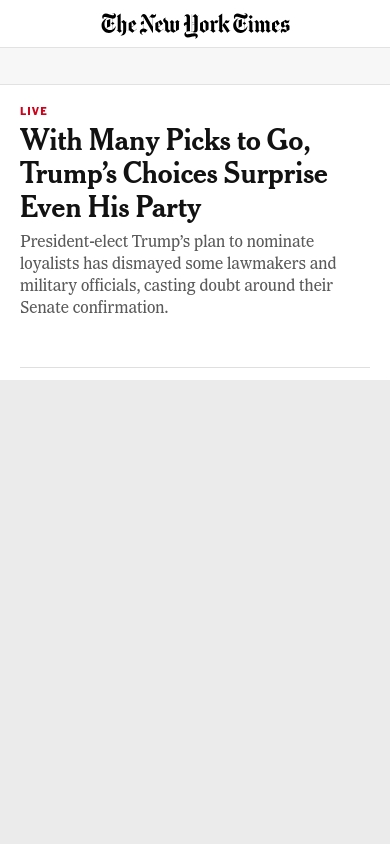 The New York Times
LIVE
With Many Picks to Go,
Trump’s Choices Surprise
Even His Party
President-elect Trump’s plan to nominate
loyalists has dismayed some lawmakers and
military officials, casting doubt around their
Senate confirmation.